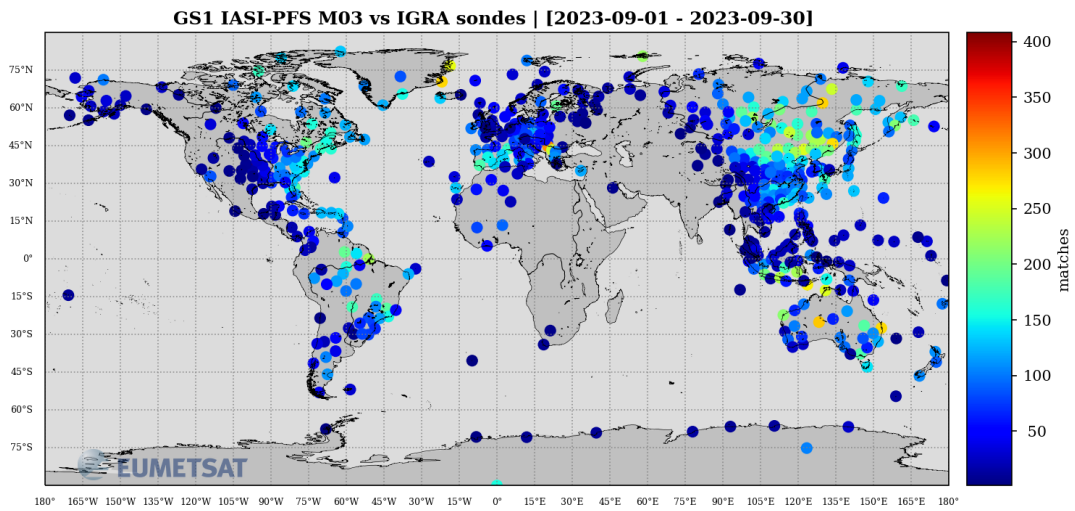 GS1 IASI-PFS M03 vs IGRA sondes | [2023-09-01 - 2023-09-30]
75°N
60°N
45°N
30°N
15°N
0°
15°S
30°S
45°S
60°S
75°S
180° 165°W 150°W 135°W 120°W 105°W 90°W 75°W 60°W 45°W 30°W 15°W 0° 15°E 30°E 45°E 60°E 75°E 90°E 105°E 120°E 135°E 150°E 165°E 180°
EUMETSAT
400
350
300
250
200
150
100
50
matches